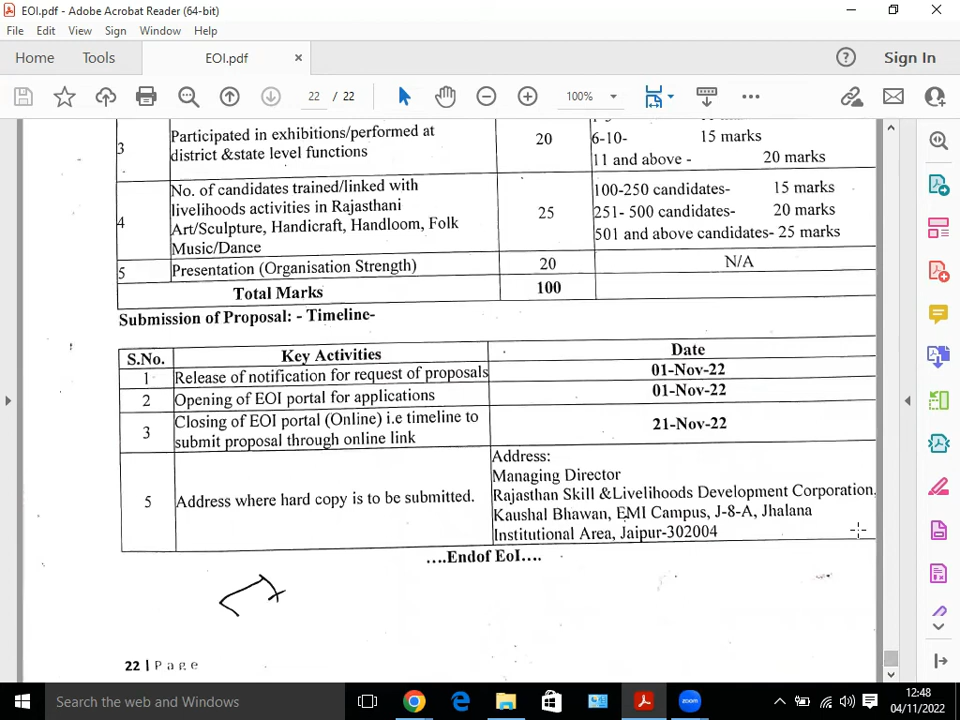 EOI.pdf - Adobe Acrobat Reader (64-bit)
File Edit View Sign Window Help
Home Tools EOI.pdf × Sign In
22 / 22 100%
3 Participated in exhibitions/performed at district &state level functions 20
6-10- 15 marks
11 and above - 20 marks
4 No. of candidates trained/linked with
livelihoods activities in Rajasthani
Art/Sculpture, Handicraft, Handloom, Folk
Music/Dance
25
100-250 candidates- 15 marks
251- 500 candidates- 20 marks
501 and above candidates- 25 marks
5 Presentation (Organisation Strength) 20 N/A
Total Marks 100
Submission of Proposal: - Timeline-
S.No. Key Activities Date
1 Release of notification for request of proposals 01-Nov-22
2 Opening of EOI portal for applications 01-Nov-22
3 Closing of EOI portal (Online) i.e timeline to
submit proposal through online link
21-Nov-22
5 Address where hard copy is to be submitted.
Address:
Managing Director
Rajasthan Skill &Livelihoods Development Corporation,
Kaushal Bhawan, EMI Campus, J-8-A, Jhalana
Institutional Area, Jaipur-302004
....Endof EoI....
22 | P a g e
Search the web and Windows
12:48
04/11/2022